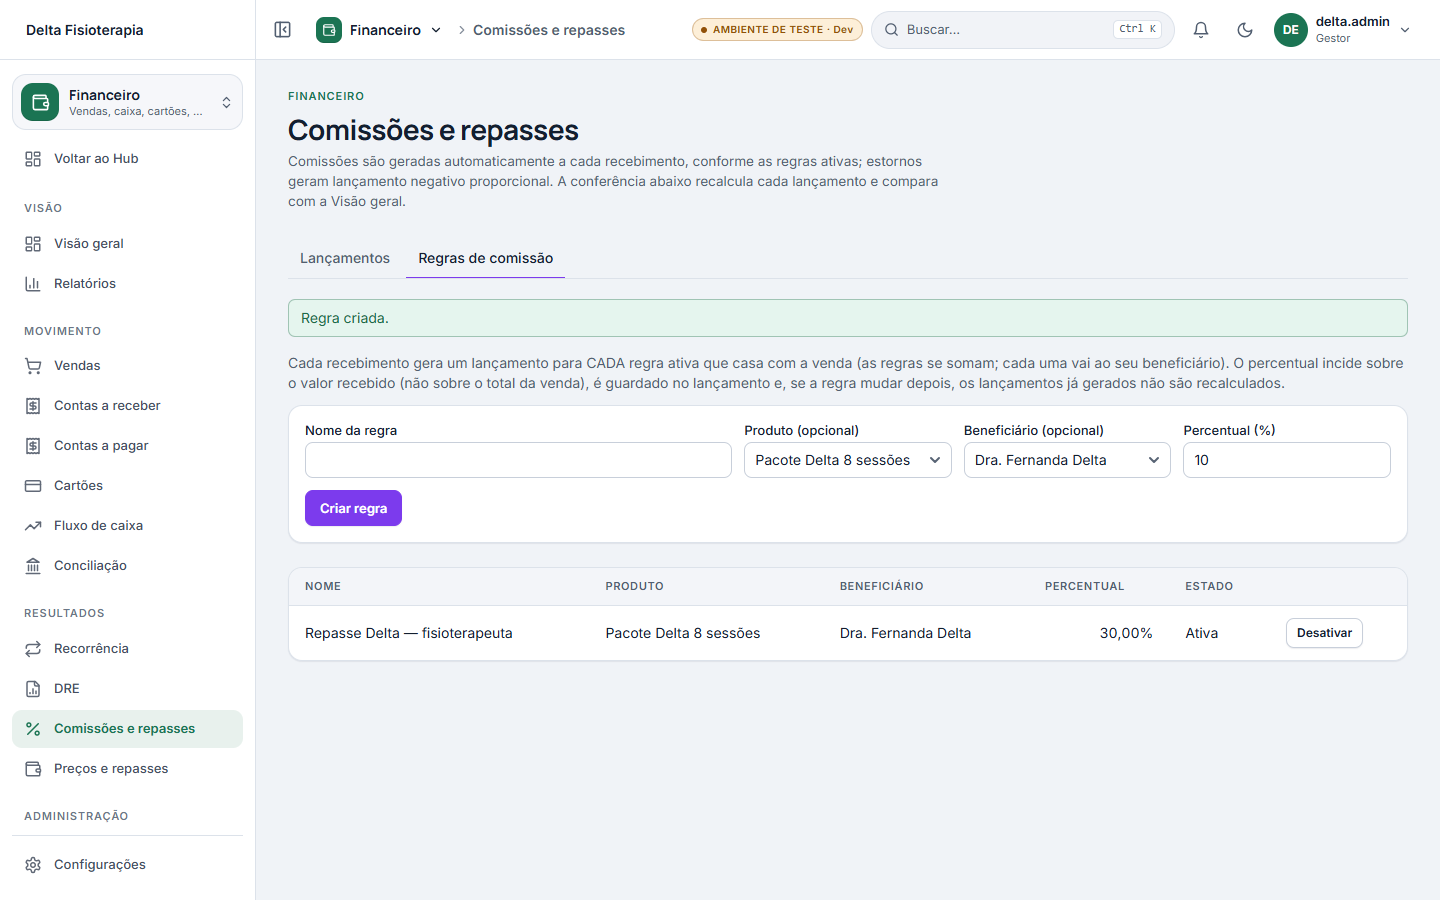 Delta Fisioterapia
Financeiro
Comissões e repasses
AMBIENTE DE TESTE · Dev
Buscar...
Ctrl K
DE
delta.admin
Gestor
Financeiro
Vendas, caixa, cartões, ...
Voltar ao Hub
VISÃO
Visão geral
Relatórios
MOVIMENTO
Vendas
Contas a receber
Contas a pagar
Cartões
Fluxo de caixa
Conciliação
RESULTADOS
Recorrência
DRE
Comissões e repasses
Preços e repasses
ADMINISTRAÇÃO
Configurações
FINANCEIRO
Comissões e repasses
Comissões são geradas automaticamente a cada recebimento, conforme as regras ativas; estornos
geram lançamento negativo proporcional. A conferência abaixo recalcula cada lançamento e compara
com a Visão geral.
Lançamentos
Regras de comissão
Regra criada.
Cada recebimento gera um lançamento para CADA regra ativa que casa com a venda (as regras se somam; cada uma vai ao seu beneficiário). O percentual incide sobre
o valor recebido (não sobre o total da venda), é guardado no lançamento e, se a regra mudar depois, os lançamentos já gerados não são recalculados.
Nome da regra
Produto (opcional)
Beneficiário (opcional)
Percentual (%)
Pacote Delta 8 sessões
Dra. Fernanda Delta
10
Criar regra
NOME PRODUTO BENEFICIÁRIO PERCENTUAL ESTADO
Repasse Delta — fisioterapeuta Pacote Delta 8 sessões Dra. Fernanda Delta 30,00% Ativa Desativar